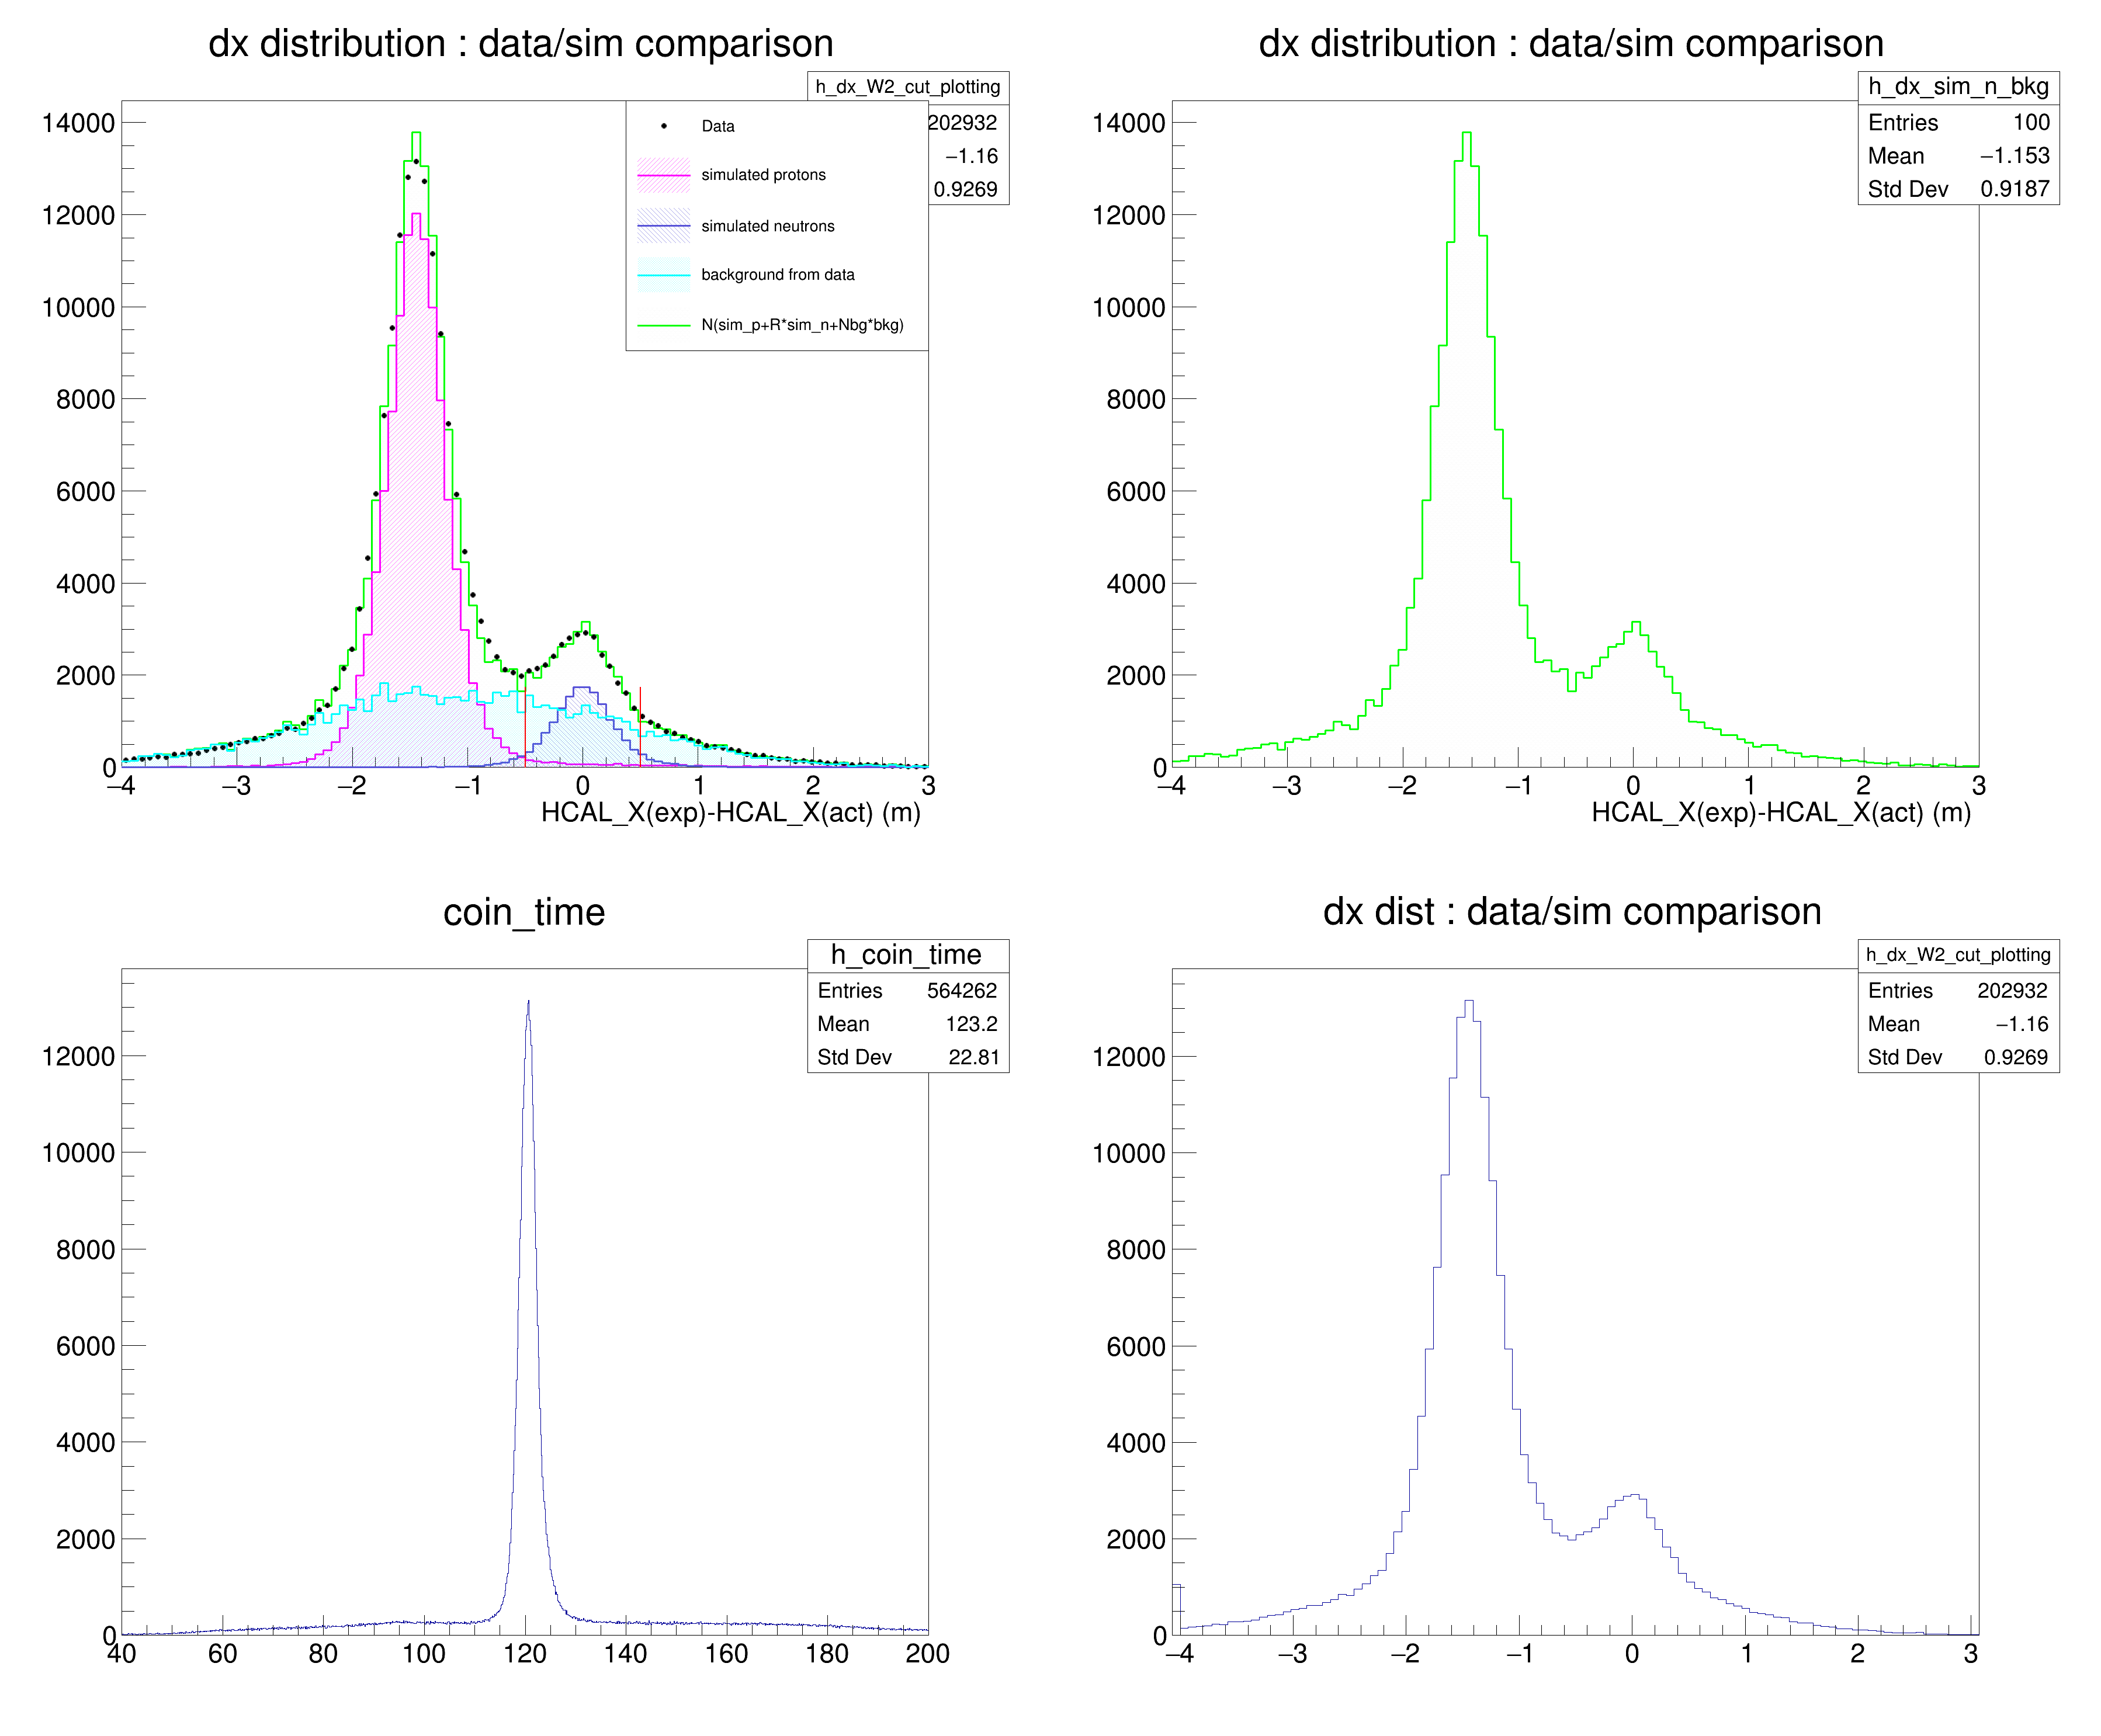 dx distribution : data/sim comparison
h_dx_W2_cut_plotting
202932
−1.16
0.9269
Data
simulated protons
simulated neutrons
background from data
N(sim_p+R*sim_n+Nbg*bkg)
14000
12000
10000
8000
6000
4000
2000
0
−4 −3 −2 −1 0 1 2 3
HCAL_X(exp)-HCAL_X(act) (m)
dx distribution : data/sim comparison
h_dx_sim_n_bkg
Entries 100
Mean −1.153
Std Dev 0.9187
14000
12000
10000
8000
6000
4000
2000
0
−4 −3 −2 −1 0 1 2 3
HCAL_X(exp)-HCAL_X(act) (m)
coin_time
h_coin_time
Entries 564262
Mean 123.2
Std Dev 22.81
12000
10000
8000
6000
4000
2000
0
40 60 80 100 120 140 160 180 200
dx dist : data/sim comparison
h_dx_W2_cut_plotting
Entries 202932
Mean −1.16
Std Dev 0.9269
12000
10000
8000
6000
4000
2000
0
−4 −3 −2 −1 0 1 2 3